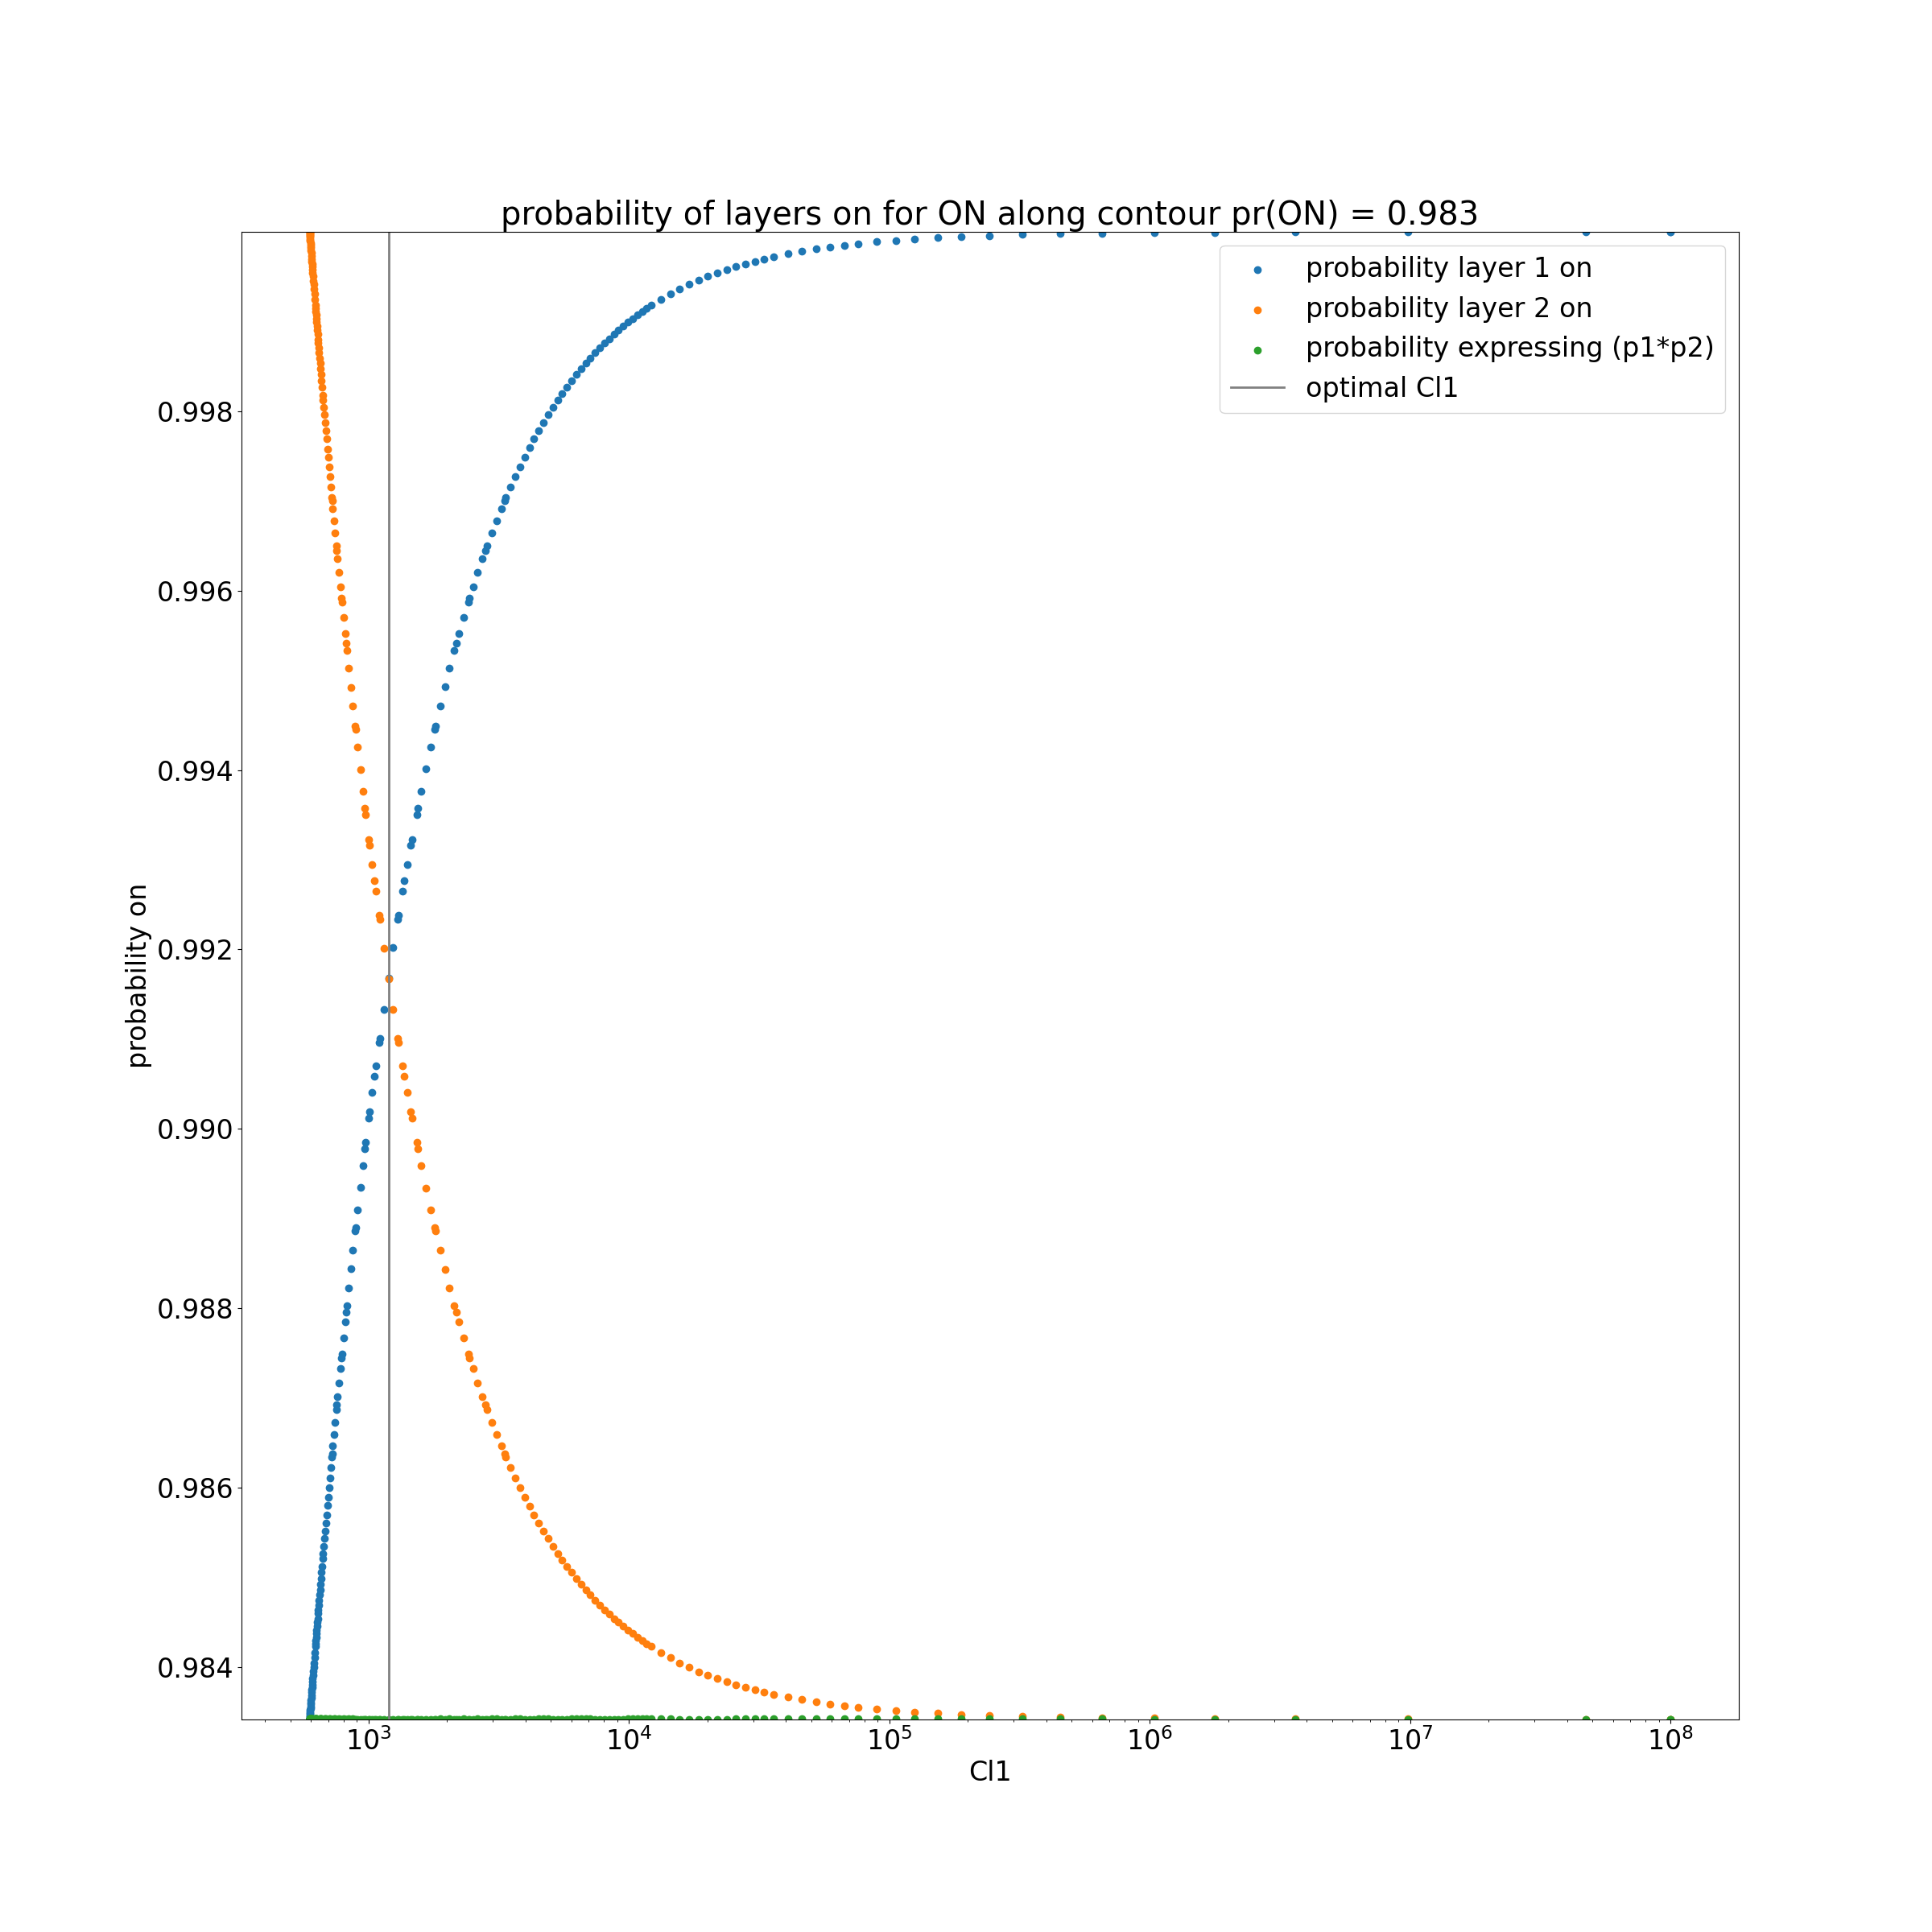 probability of layers on for ON along contour pr(ON) = 0.983
probability layer 1 on
probability layer 2 on
probability expressing (p1*p2)
optimal Cl1
probability on
0.998
0.996
0.994
0.992
0.990
0.988
0.986
0.984
10³ 10⁴ 10⁵ 10⁶ 10⁷ 10⁸
Cl1